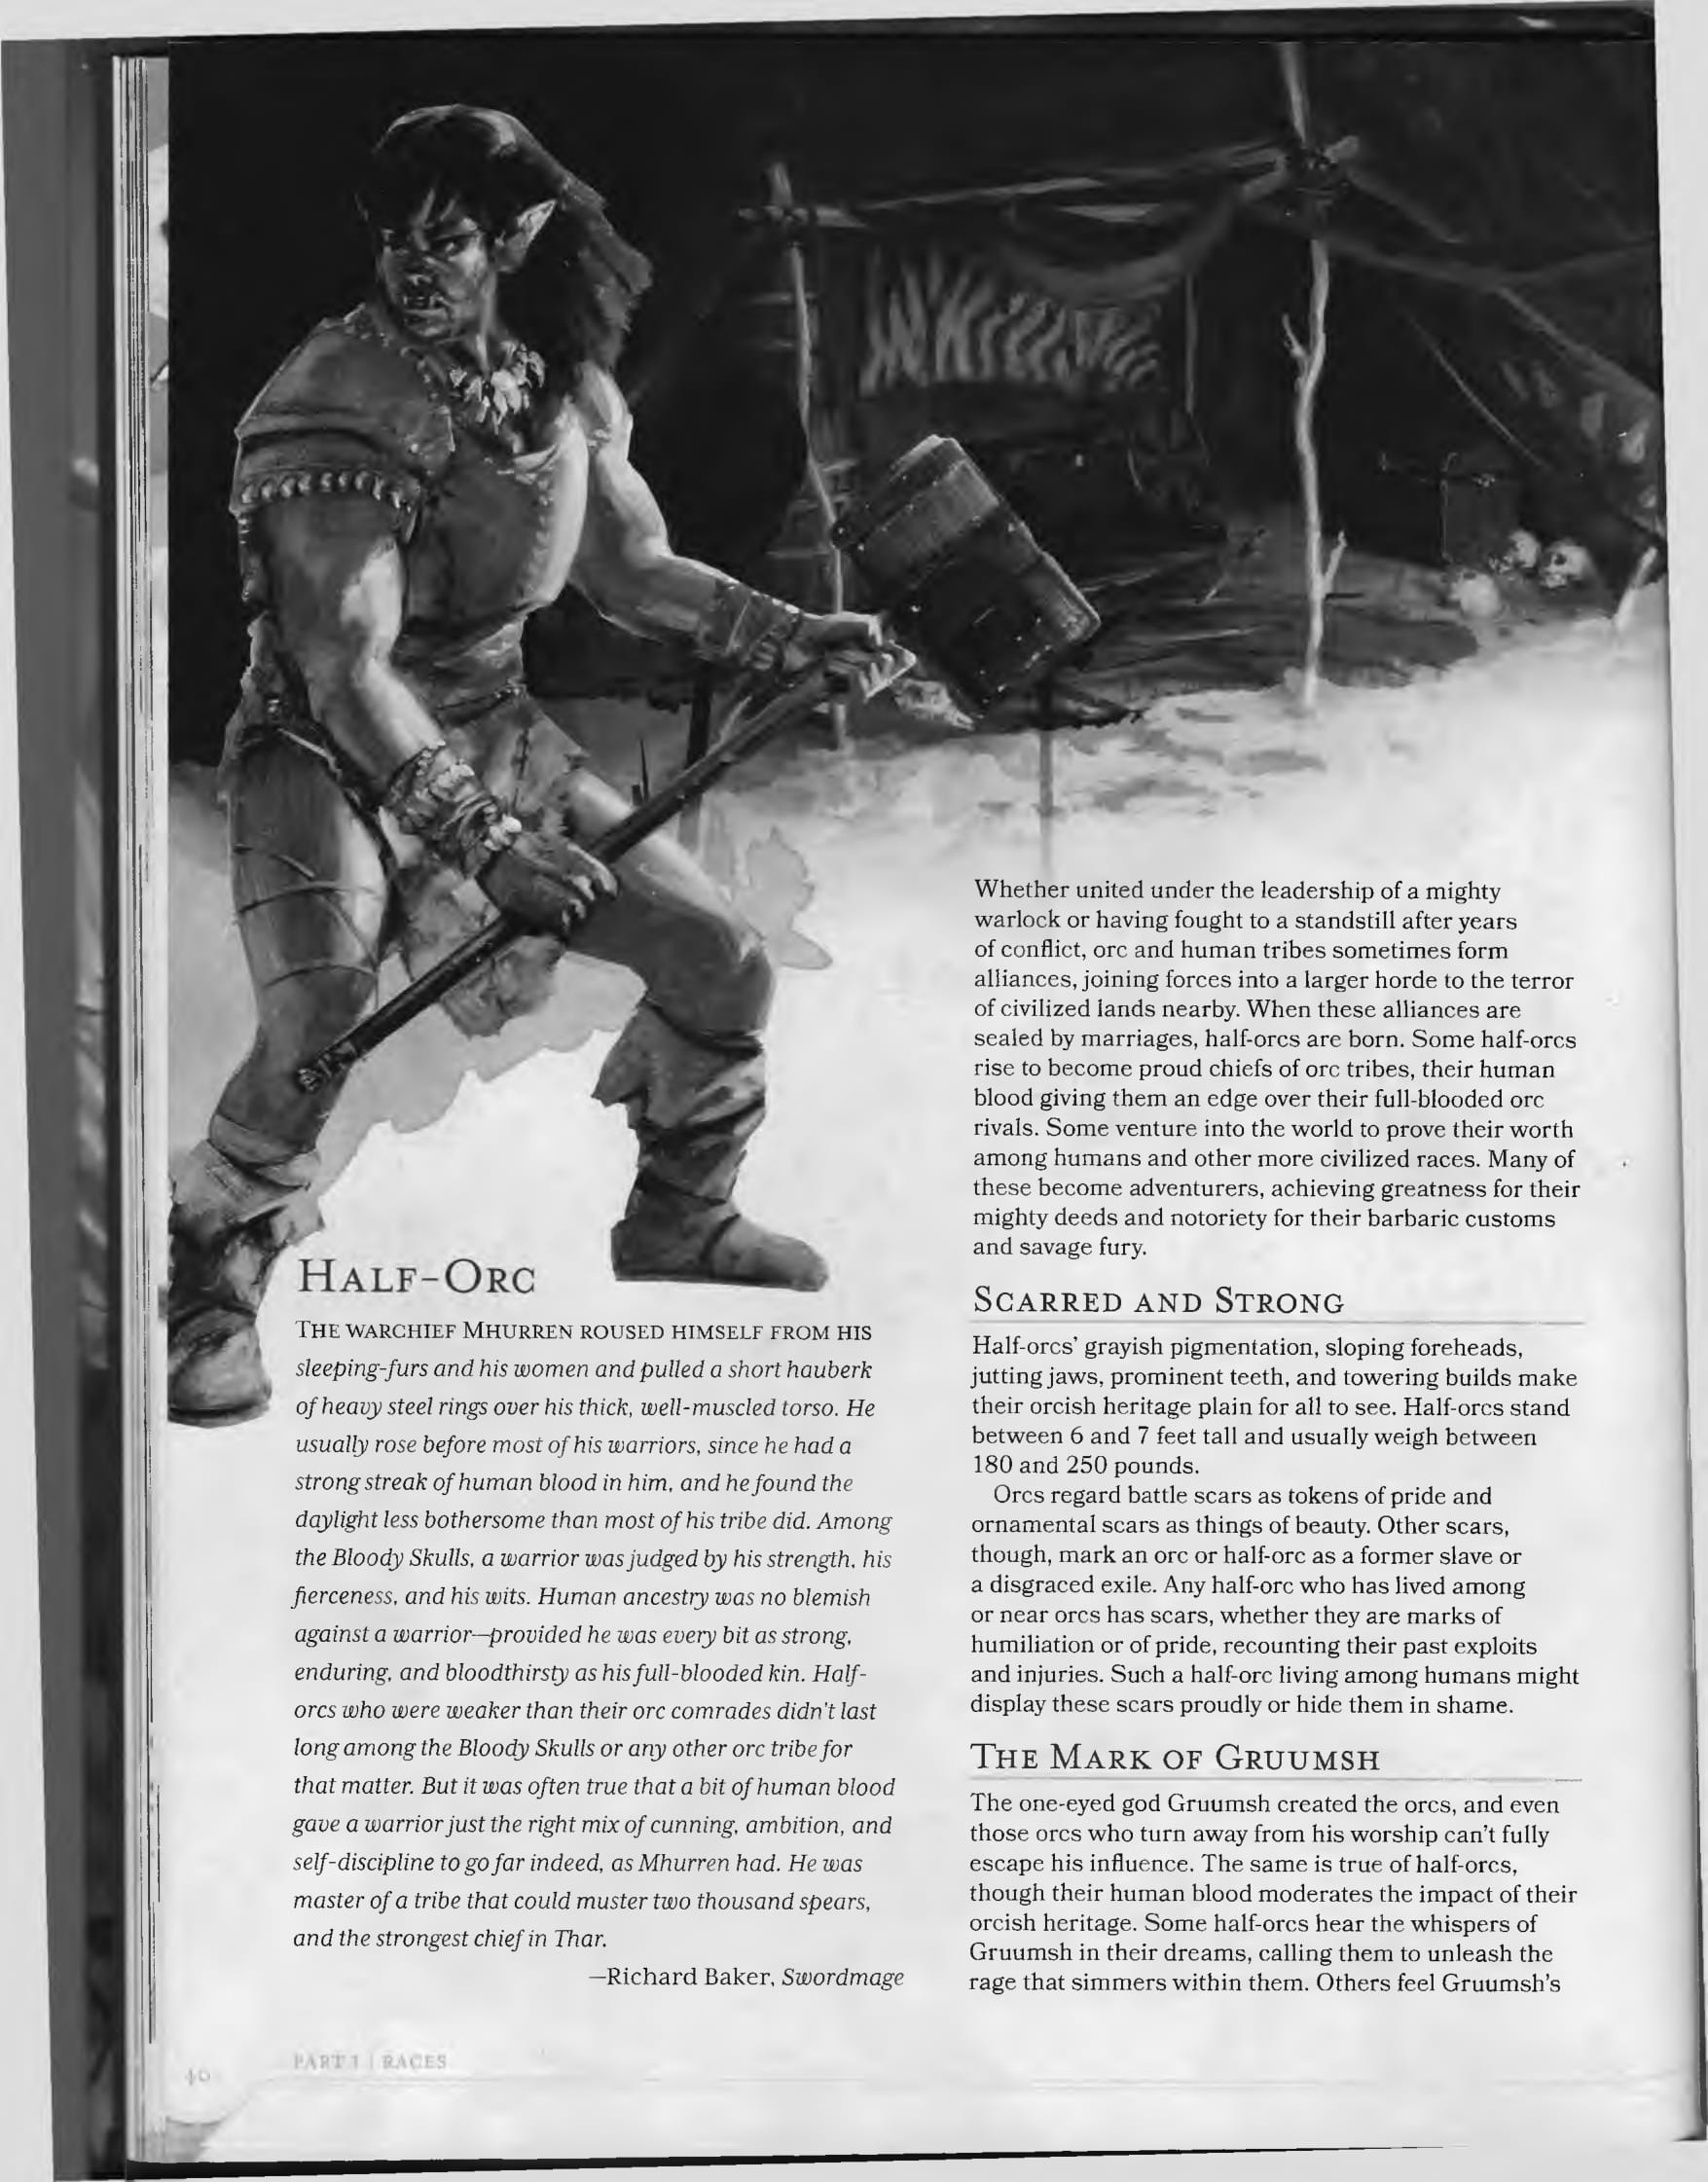 HALF-ORC
THE WARCHIEF MHURREN ROUSED HIMSELF FROM HIS
sleeping-furs and his women and pulled a short hauberk
of heavy steel rings over his thick, well-muscled torso. He
usually rose before most of his warriors, since he had a
strong streak of human blood in him, and he found the
daylight less bothersome than most of his tribe did. Among
the Bloody Skulls, a warrior was judged by his strength, his
fierceness, and his wits. Human ancestry was no blemish
against a warrior—provided he was every bit as strong,
enduring, and bloodthirsty as his full-blooded kin. Half-
orcs who were weaker than their orc comrades didn't last
long among the Bloody Skulls or any other orc tribe for
that matter. But it was often true that a bit of human blood
gave a warrior just the right mix of cunning, ambition, and
self-discipline to go far indeed, as Mhurren had. He was
master of a tribe that could muster two thousand spears,
and the strongest chief in Thar.
—Richard Baker, Swordmage
Whether united under the leadership of a mighty
warlock or having fought to a standstill after years
of conflict, orc and human tribes sometimes form
alliances, joining forces into a larger horde to the terror
of civilized lands nearby. When these alliances are
sealed by marriages, half-orcs are born. Some half-orcs
rise to become proud chiefs of orc tribes, their human
blood giving them an edge over their full-blooded orc
rivals. Some venture into the world to prove their worth
among humans and other more civilized races. Many of
these become adventurers, achieving greatness for their
mighty deeds and notoriety for their barbaric customs
and savage fury.
SCARRED AND STRONG
Half-orcs' grayish pigmentation, sloping foreheads,
jutting jaws, prominent teeth, and towering builds make
their orcish heritage plain for all to see. Half-orcs stand
between 6 and 7 feet tall and usually weigh between
180 and 250 pounds.
Orcs regard battle scars as tokens of pride and
ornamental scars as things of beauty. Other scars,
though, mark an orc or half-orc as a former slave or
a disgraced exile. Any half-orc who has lived among
or near orcs has scars, whether they are marks of
humiliation or of pride, recounting their past exploits
and injuries. Such a half-orc living among humans might
display these scars proudly or hide them in shame.
THE MARK OF GRUUMSH
The one-eyed god Gruumsh created the orcs, and even
those orcs who turn away from his worship can't fully
escape his influence. The same is true of half-orcs,
though their human blood moderates the impact of their
orcish heritage. Some half-orcs hear the whispers of
Gruumsh in their dreams, calling them to unleash the
rage that simmers within them. Others feel Gruumsh's
PART 1 | RACES
40